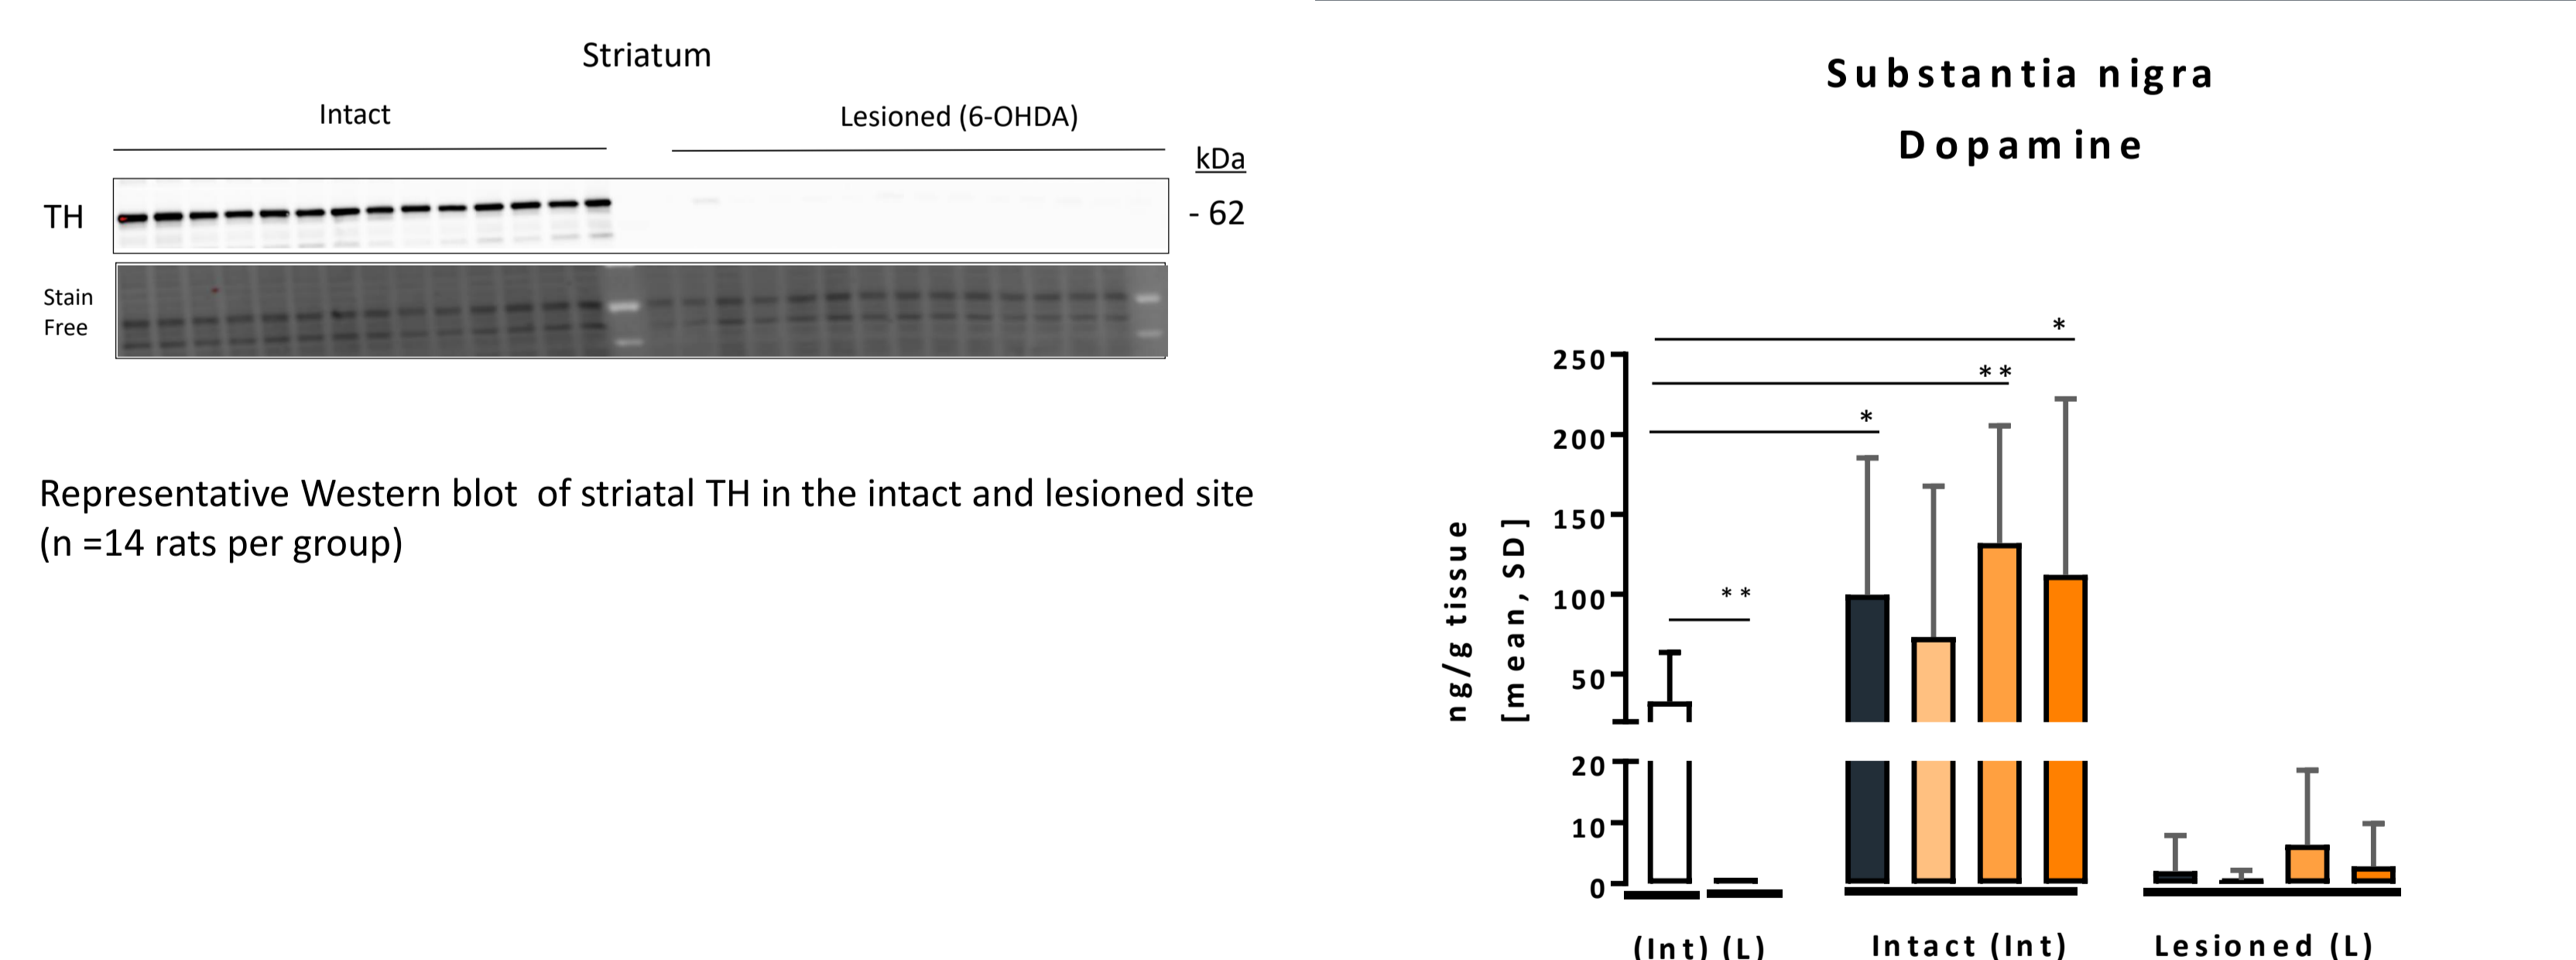 Striatum
Intact
Lesioned (6-OHDA)
kDa
TH
- 62
Stain
Free
Representative Western blot  of striatal TH in the intact and lesioned site
(n =14 rats per group)
Substantia nigra
Dopamine
ng/g tissue
[mean, SD]
250
200
150
100
50
20
10
0
*
**
*
**
(Int) (L)
Intact (Int)
Lesioned (L)